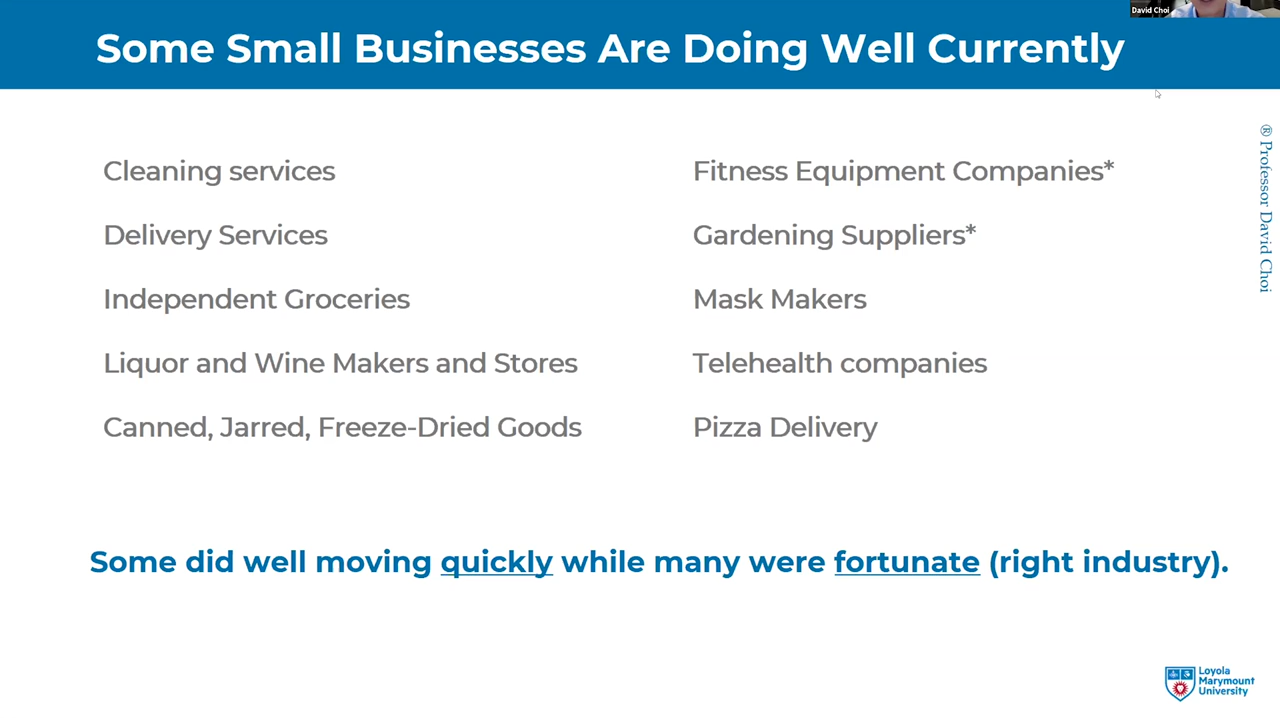 David Choi
Some Small Businesses Are Doing Well Currently
Cleaning services
Delivery Services
Independent Groceries
Liquor and Wine Makers and Stores
Canned, Jarred, Freeze-Dried Goods
Fitness Equipment Companies*
Gardening Suppliers*
Mask Makers
Telehealth companies
Pizza Delivery
Some did well moving quickly while many were fortunate (right industry).
® Professor David Choi
Loyola
Marymount
University